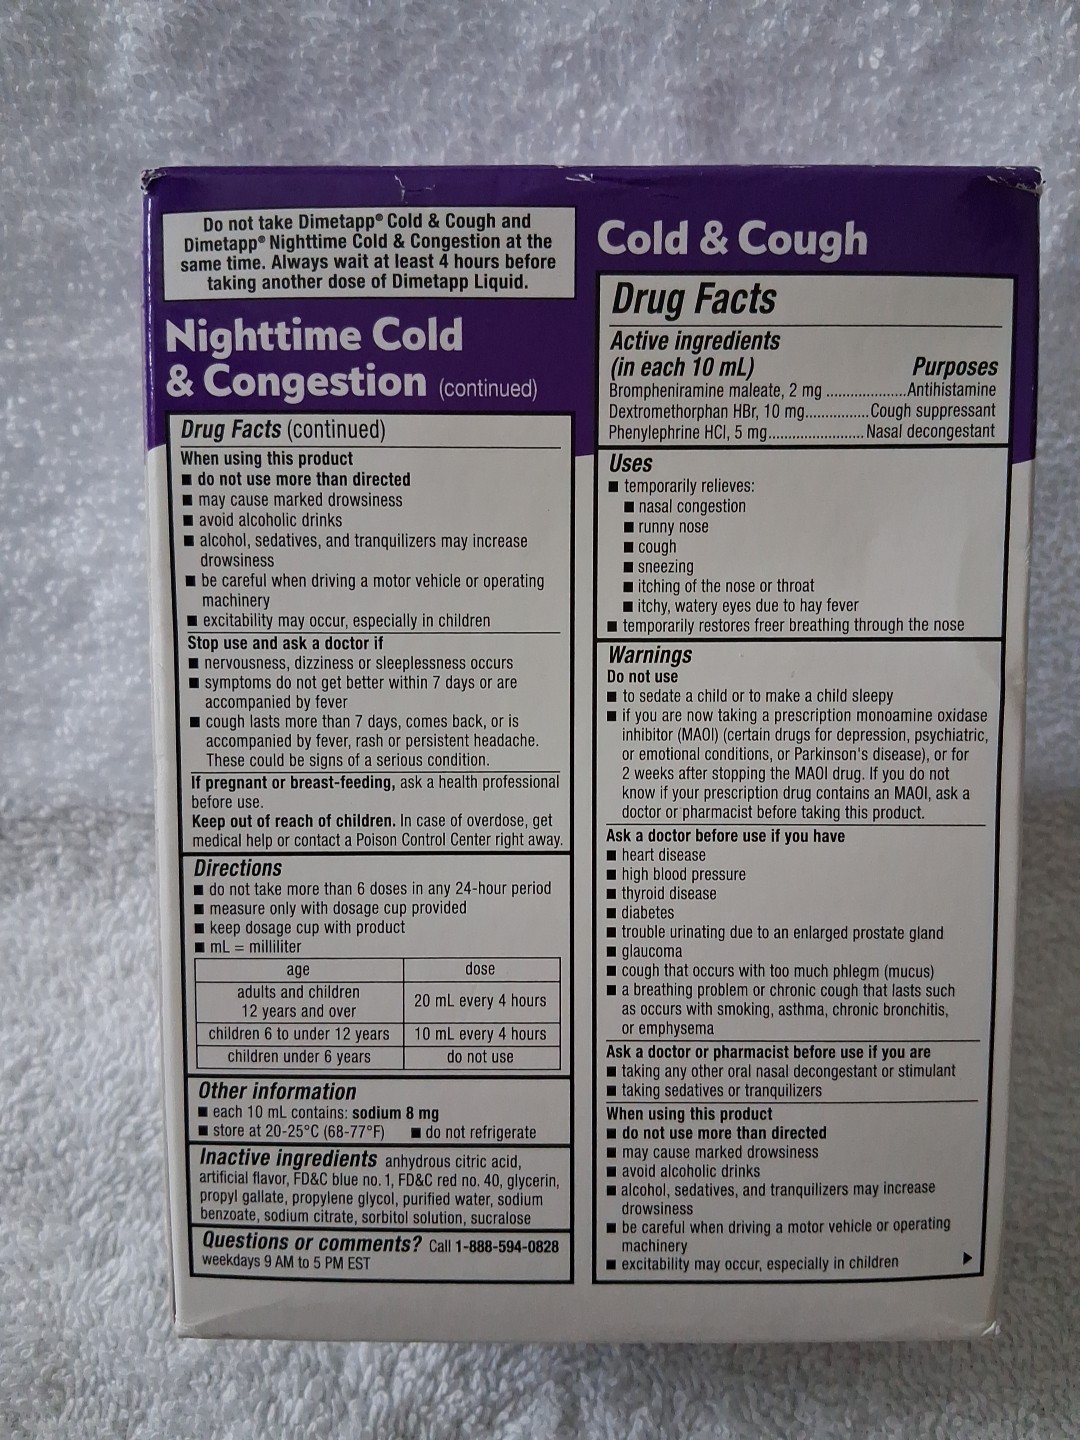 Do not take Dimetapp® Cold & Cough and
Dimetapp® Nighttime Cold & Congestion at the
same time. Always wait at least 4 hours before
taking another dose of Dimetapp Liquid.
Nighttime Cold
& Congestion (continued)
Drug Facts (continued)
When using this product
■ do not use more than directed
■ may cause marked drowsiness
■ avoid alcoholic drinks
■ alcohol, sedatives, and tranquilizers may increase
drowsiness
■ be careful when driving a motor vehicle or operating
machinery
■ excitability may occur, especially in children
Stop use and ask a doctor if
■ nervousness, dizziness or sleeplessness occurs
■ symptoms do not get better within 7 days or are
accompanied by fever
■ cough lasts more than 7 days, comes back, or is
accompanied by fever, rash or persistent headache.
These could be signs of a serious condition.
If pregnant or breast-feeding, ask a health professional
before use.
Keep out of reach of children. In case of overdose, get
medical help or contact a Poison Control Center right away.
Directions
■ do not take more than 6 doses in any 24-hour period
■ measure only with dosage cup provided
■ keep dosage cup with product
■ mL = milliliter
age dose
adults and children
12 years and over 20 mL every 4 hours
children 6 to under 12 years 10 mL every 4 hours
children under 6 years do not use
Other information
■ each 10 mL contains: sodium 8 mg
■ store at 20-25°C (68-77°F) ■ do not refrigerate
Inactive ingredients anhydrous citric acid,
artificial flavor, FD&C blue no. 1, FD&C red no. 40, glycerin,
propyl gallate, propylene glycol, purified water, sodium
benzoate, sodium citrate, sorbitol solution, sucralose
Questions or comments? Call 1-888-594-0828
weekdays 9 AM to 5 PM EST
Cold & Cough
Drug Facts
Active ingredients
(in each 10 mL) Purposes
Brompheniramine maleate, 2 mg ....................Antihistamine
Dextromethorphan HBr, 10 mg................Cough suppressant
Phenylephrine HCl, 5 mg........................Nasal decongestant
Uses
■ temporarily relieves:
■ nasal congestion
■ runny nose
■ cough
■ sneezing
■ itching of the nose or throat
■ itchy, watery eyes due to hay fever
■ temporarily restores freer breathing through the nose
Warnings
Do not use
■ to sedate a child or to make a child sleepy
■ if you are now taking a prescription monoamine oxidase
inhibitor (MAOI) (certain drugs for depression, psychiatric,
or emotional conditions, or Parkinson's disease), or for
2 weeks after stopping the MAOI drug. If you do not
know if your prescription drug contains an MAOI, ask a
doctor or pharmacist before taking this product.
Ask a doctor before use if you have
■ heart disease
■ high blood pressure
■ thyroid disease
■ diabetes
■ trouble urinating due to an enlarged prostate gland
■ glaucoma
■ cough that occurs with too much phlegm (mucus)
■ a breathing problem or chronic cough that lasts such
as occurs with smoking, asthma, chronic bronchitis,
or emphysema
Ask a doctor or pharmacist before use if you are
■ taking any other oral nasal decongestant or stimulant
■ taking sedatives or tranquilizers
When using this product
■ do not use more than directed
■ may cause marked drowsiness
■ avoid alcoholic drinks
■ alcohol, sedatives, and tranquilizers may increase
drowsiness
■ be careful when driving a motor vehicle or operating
machinery
■ excitability may occur, especially in children